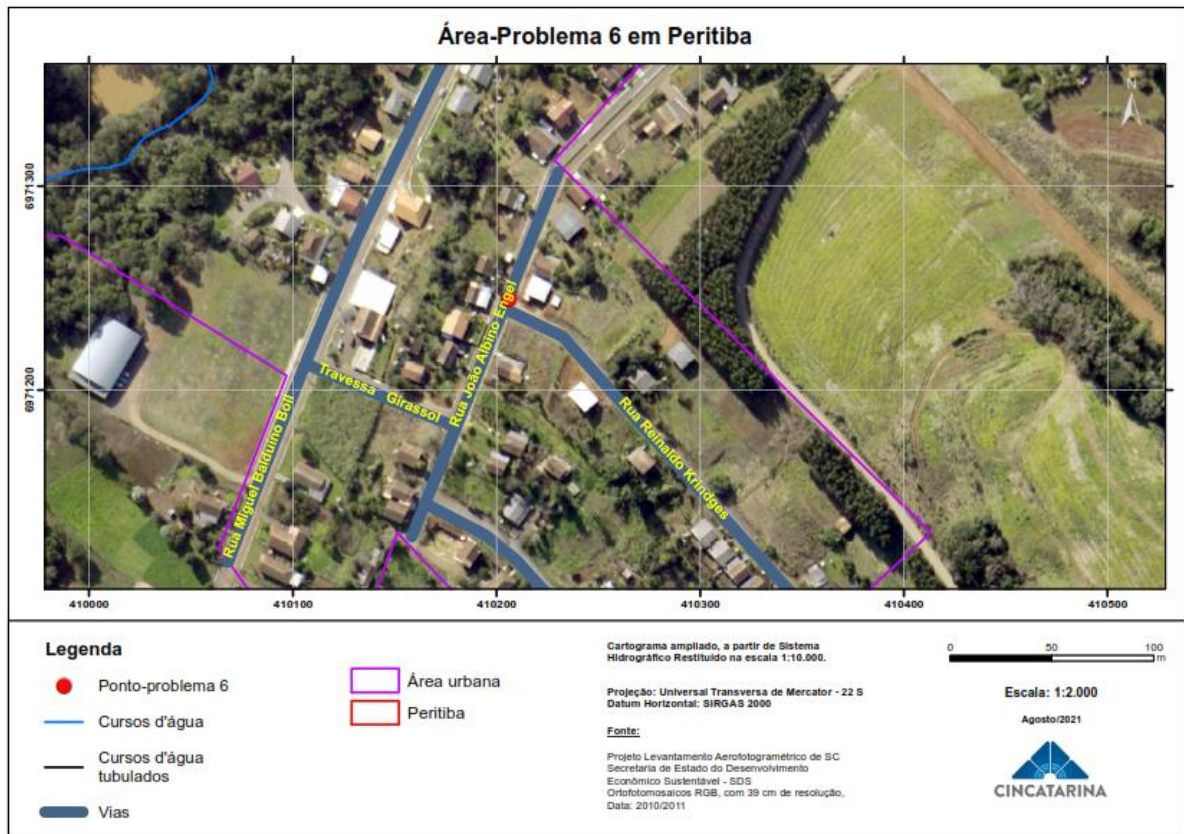 Área-Problema 6 em Peritiba
N
6971300
6971200
Rua Miguel Balduino Boll
Travessa Girassol
Rua João Albino Engel
Rua Reinaldo Krindges
410000
410100
410200
410300
410400
410500
Legenda
Ponto-problema 6
Cursos d'água
Cursos d'água
tubulados
Vias
Área urbana
Peritiba
Cartograma ampliado, a partir de Sistema
Hidrográfico Restituído na escala 1:10.000.
Projeção: Universal Transversa de Mercator - 22 S
Datum Horizontal: SIRGAS 2000
Fonte:
Projeto Levantamento Aerofotogramétrico de SC
Secretaria de Estado do Desenvolvimento
Econômico Sustentável - SDS
Ortofotomosaicos RGB, com 39 cm de resolução,
Data: 2010/2011
0 50 100
m
Escala: 1:2.000
Agosto/2021
CINCATARINA